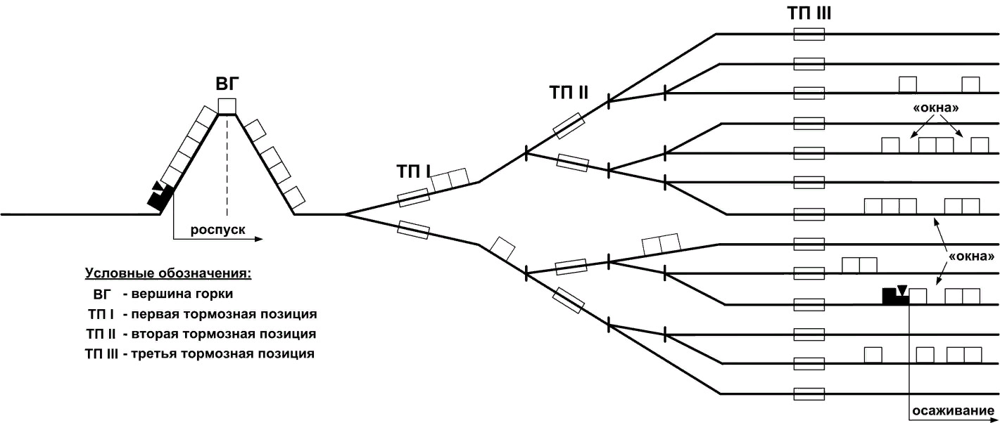 ТП III
ВГ
ТП II
«окна»
ТП I
роспуск
«окна»
Условные обозначения:
ВГ - вершина горки
ТП I - первая тормозная позиция
ТП II - вторая тормозная позиция
ТП III - третья тормозная позиция
осаживание